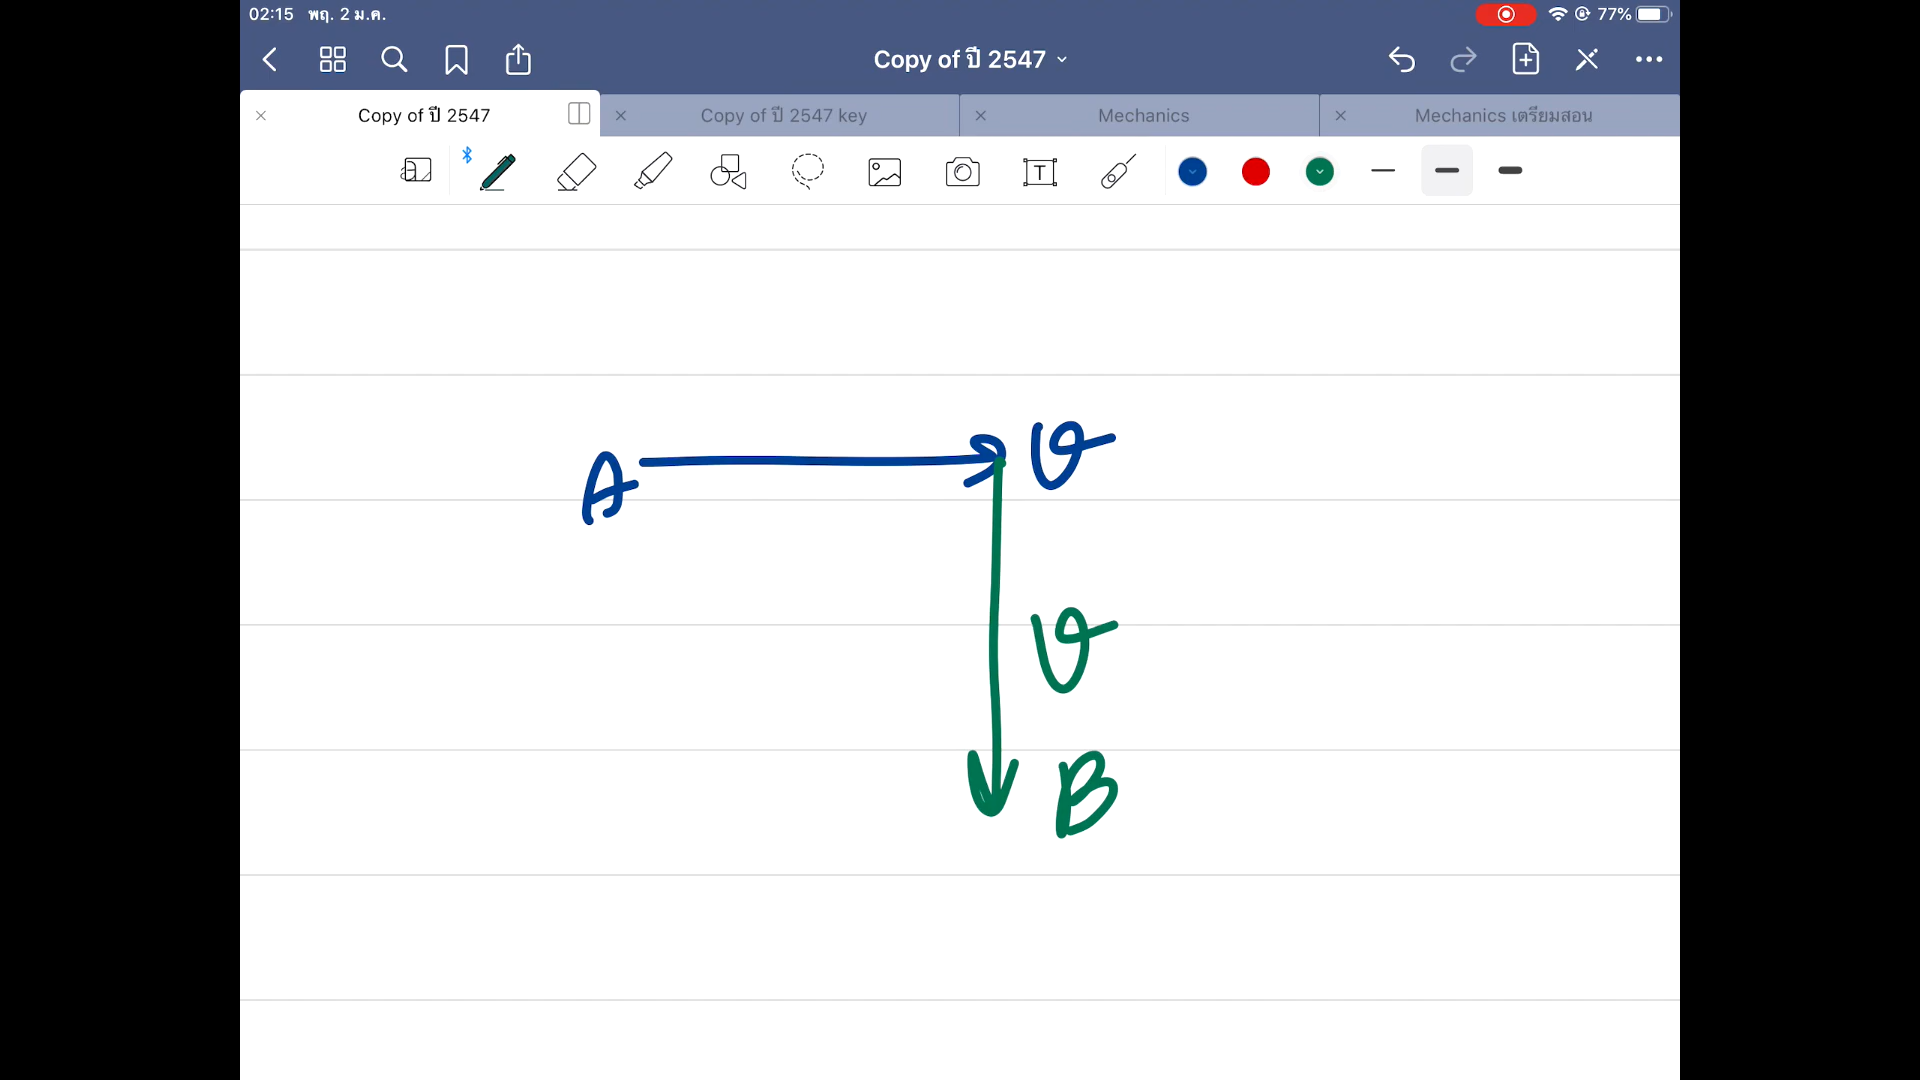 02:15 พฤ. 2 ม.ค. 77%
Copy of ปี 2547
Copy of ปี 2547 Copy of ปี 2547 key Mechanics Mechanics เตรียมสอน
a T
A v
v
B